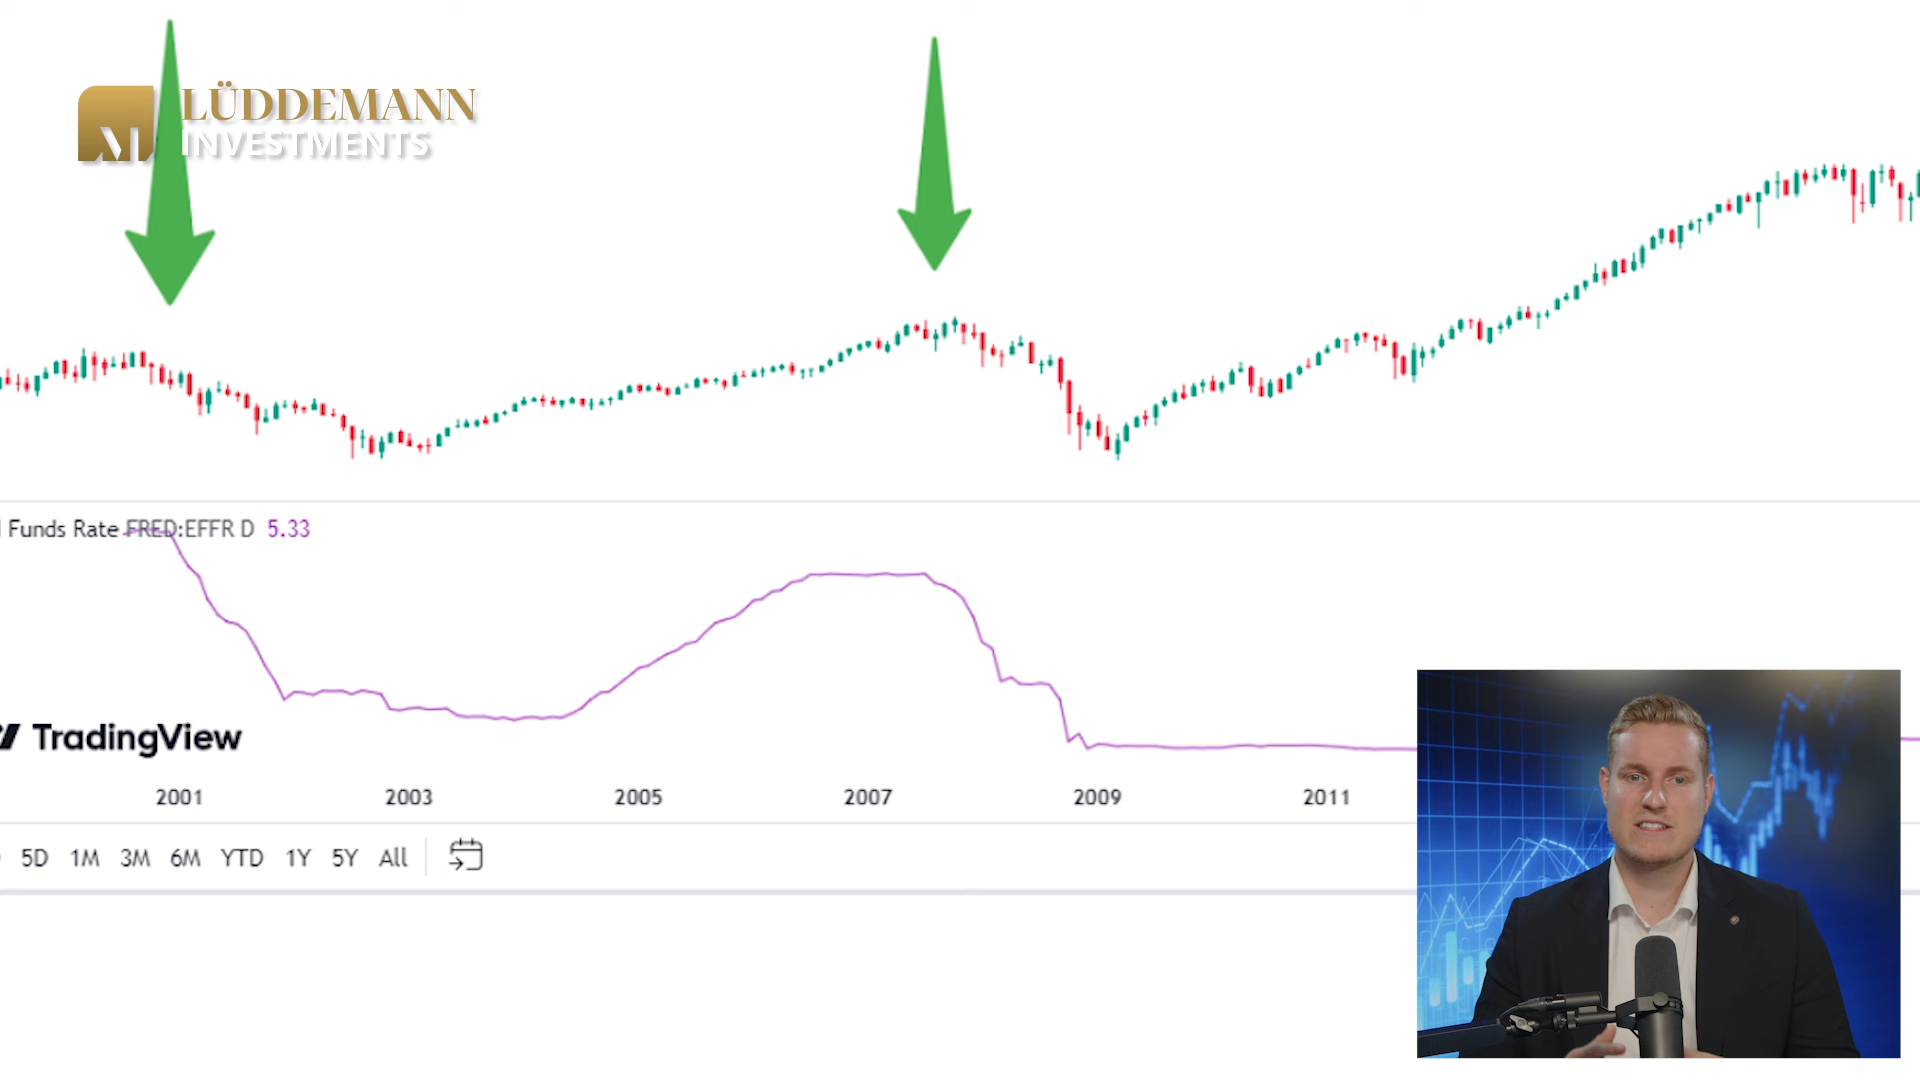 LÜDDEMANN
INVESTMENTS
Funds Rate FRED:EFFR D 5.33
TradingView
2001 2003 2005 2007 2009 2011
5D 1M 3M 6M YTD 1Y 5Y All